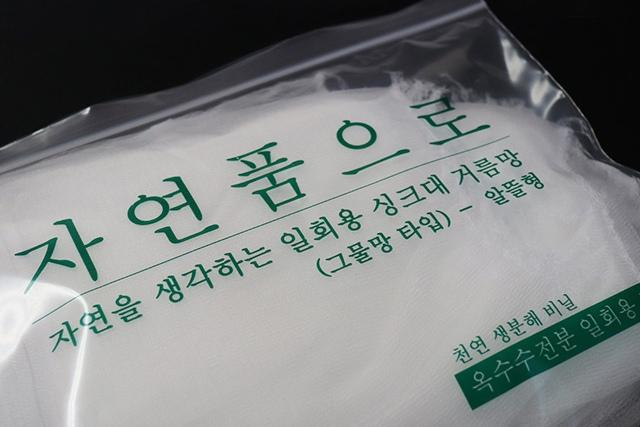 자연품으로
자연을 생각하는 일회용 싱크대 거름망
(그물망 타입) - 알뜰형
천연 생분해 비닐
옥수수전분 일회용